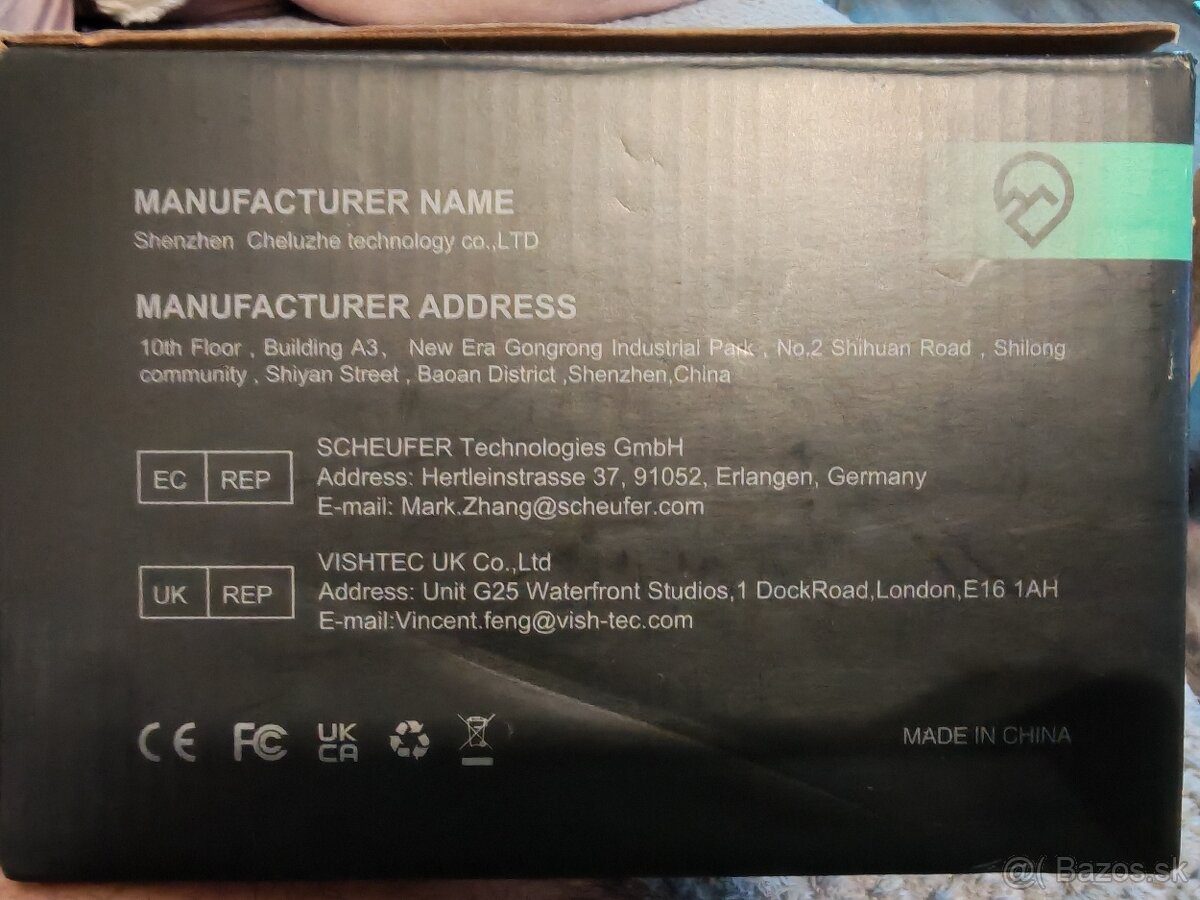 MANUFACTURER NAME
Shenzhen Cheluzhe technology co.,LTD
MANUFACTURER ADDRESS
10th Floor , Building A3、 New Era Gongrong Industrial Park , No.2 Shihuan Road , Shilong
community , Shiyan Street , Baoan District ,Shenzhen,China
EC REP
SCHEUFER Technologies GmbH
Address: Hertleinstrasse 37, 91052, Erlangen, Germany
E-mail: Mark.Zhang@scheufer.com
UK REP
VISHTEC UK Co.,Ltd
Address: Unit G25 Waterfront Studios,1 DockRoad,London,E16 1AH
E-mail:Vincent.feng@vish-tec.com
CE FC UK
CA
MADE IN CHINA
@( Bazos.sk